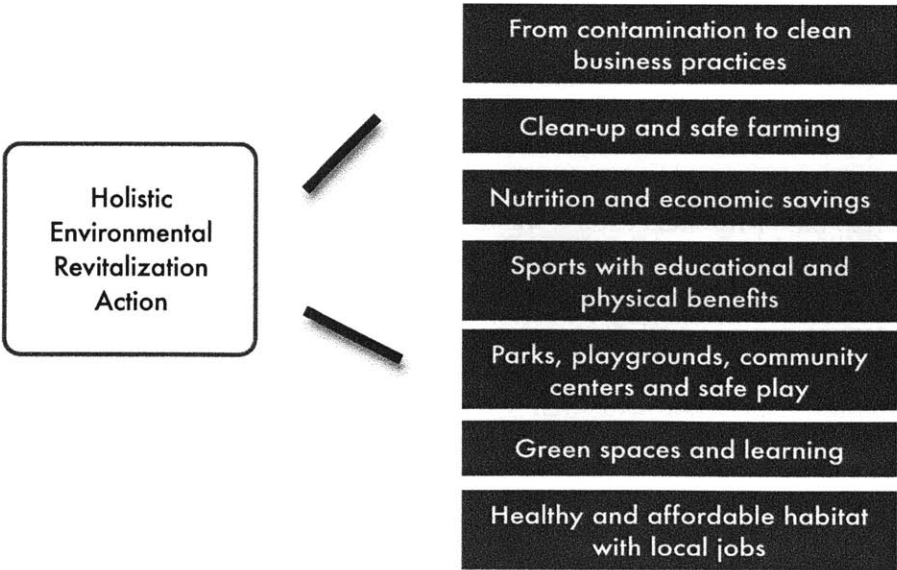 Holistic
Environmental
Revitalization
Action
From contamination to clean
business practices
Clean-up and safe farming
Nutrition and economic savings
Sports with educational and
physical benefits
Parks, playgrounds, community
centers and safe play
Green spaces and learning
Healthy and affordable habitat
with local jobs